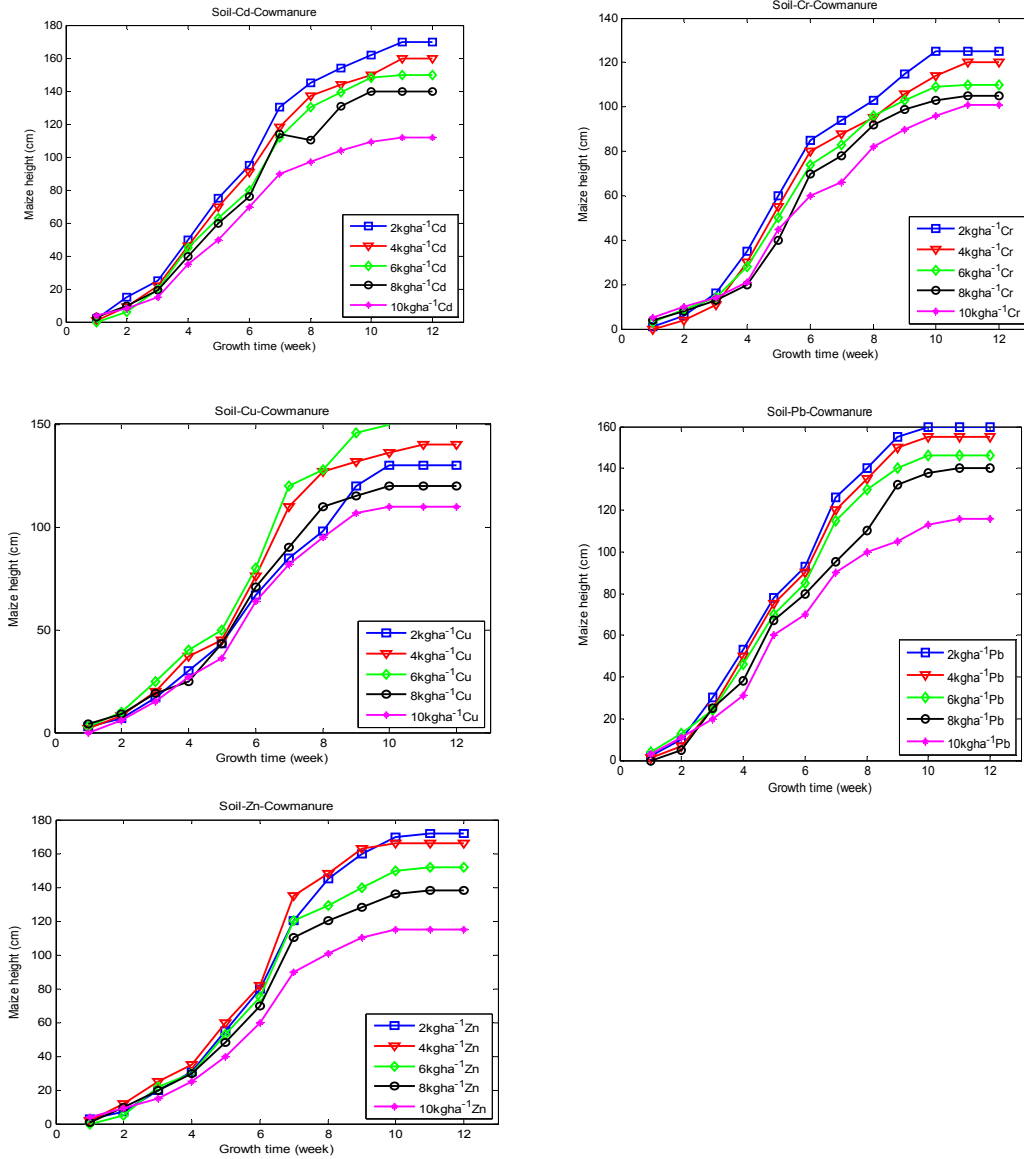 Soil-Cd-Cowmanure
180
160
140
120
100
80
60
40
20
0
Maize height (cm)
0 2 4 6 8 10 12
Growth time (week)
2kgha⁻¹Cd
4kgha⁻¹Cd
6kgha⁻¹Cd
8kgha⁻¹Cd
10kgha⁻¹Cd
Soil-Cr-Cowmanure
140
120
100
80
60
40
20
0
Maize height (cm)
0 2 4 6 8 10 12
Growth time (week)
2kgha⁻¹Cr
4kgha⁻¹Cr
6kgha⁻¹Cr
8kgha⁻¹Cr
10kgha⁻¹Cr
Soil-Cu-Cowmanure
150
100
50
0
Maize height (cm)
0 2 4 6 8 10 12
Growth time (week)
2kgha⁻¹Cu
4kgha⁻¹Cu
6kgha⁻¹Cu
8kgha⁻¹Cu
10kgha⁻¹Cu
Soil-Pb-Cowmanure
160
140
120
100
80
60
40
20
0
Maize height (cm)
0 2 4 6 8 10 12
Growth time (week)
2kgha⁻¹Pb
4kgha⁻¹Pb
6kgha⁻¹Pb
8kgha⁻¹Pb
10kgha⁻¹Pb
Soil-Zn-Cowmanure
180
160
140
120
100
80
60
40
20
0
Maize height (cm)
0 2 4 6 8 10 12
Growth time (week)
2kgha⁻¹Zn
4kgha⁻¹Zn
6kgha⁻¹Zn
8kgha⁻¹Zn
10kgha⁻¹Zn